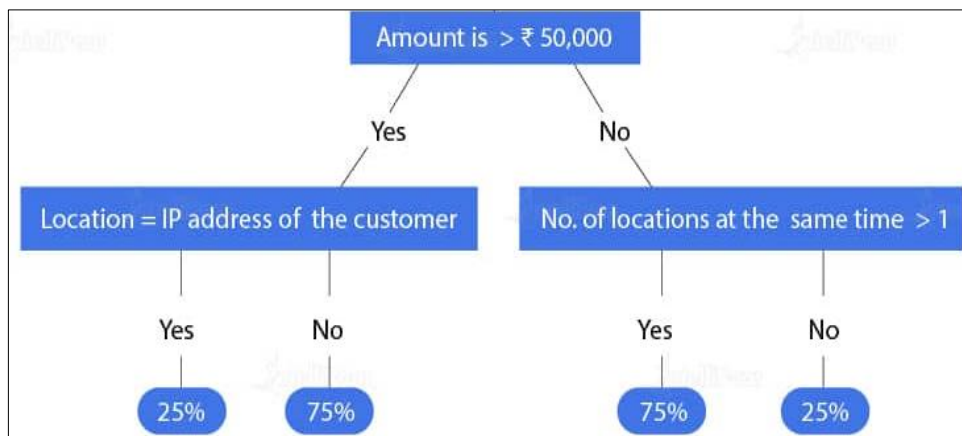 Amount is > ₹ 50,000
Yes
No
Location = IP address of the customer
No. of locations at the same time > 1
Yes
No
Yes
No
25%
75%
75%
25%